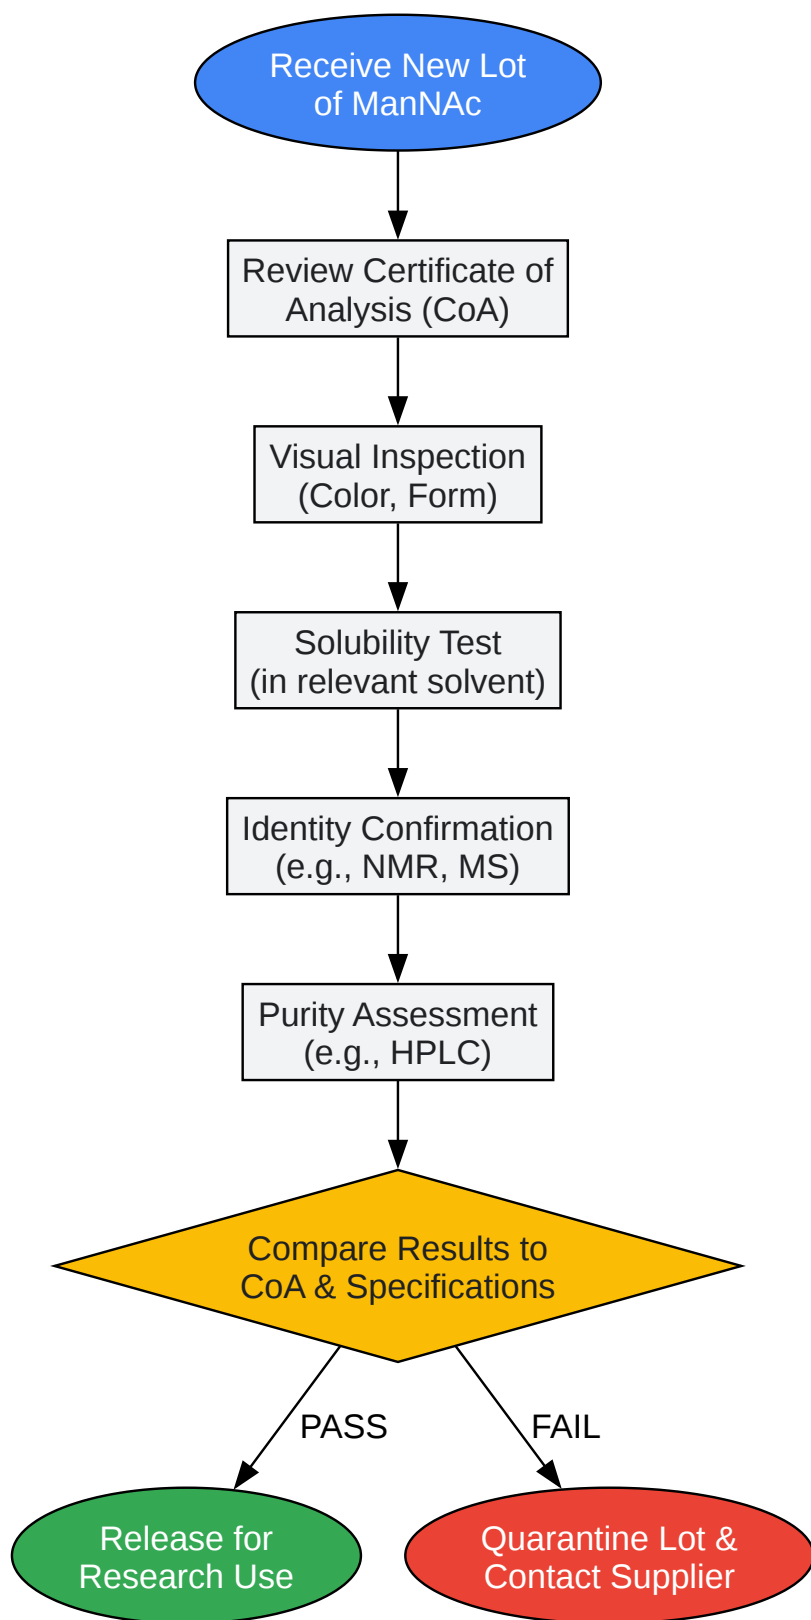 Receive New Lot
of ManNAc
Review Certificate of
Analysis (CoA)
Visual Inspection
(Color, Form)
Solubility Test
(in relevant solvent)
Identity Confirmation
(e.g., NMR, MS)
Purity Assessment
(e.g., HPLC)
Compare Results to
CoA & Specifications
PASS
FAIL
Release for
Research Use
Quarantine Lot &
Contact Supplier